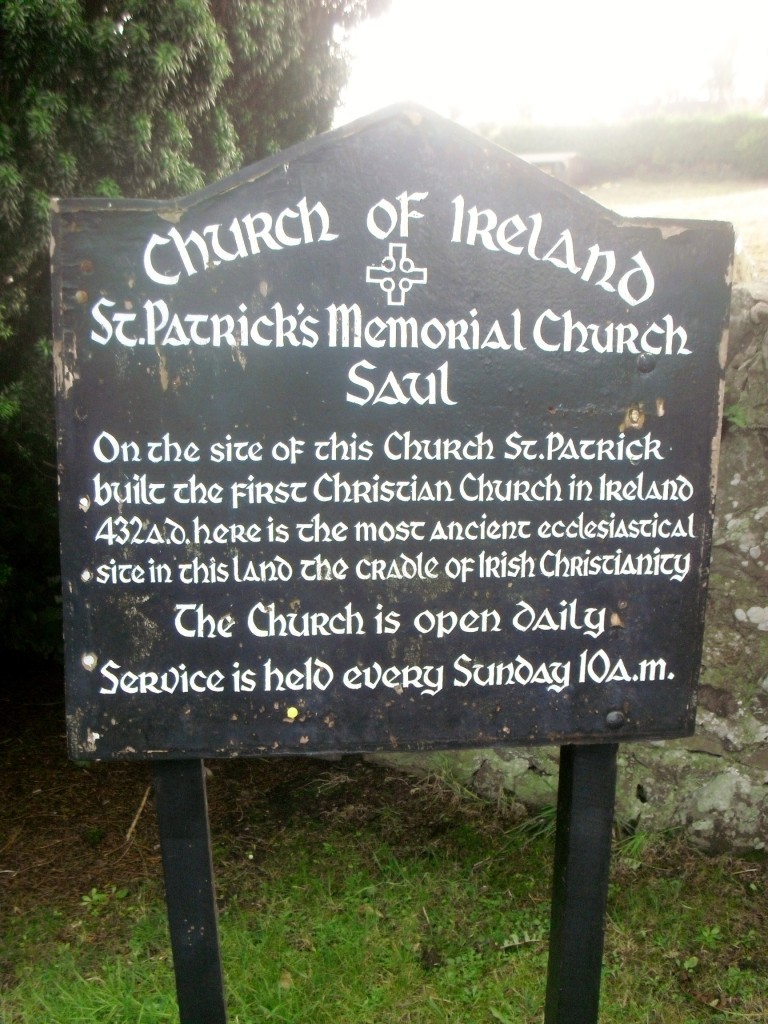 Church of Ireland
St. Patrick's Memorial Church
Saul
On the site of this Church St. Patrick
built the first Christian Church in Ireland
432 A.D. here is the most ancient ecclesiastical
site in this land the cradle of Irish Christianity
The Church is open daily
Service is held every Sunday 10 A.m.